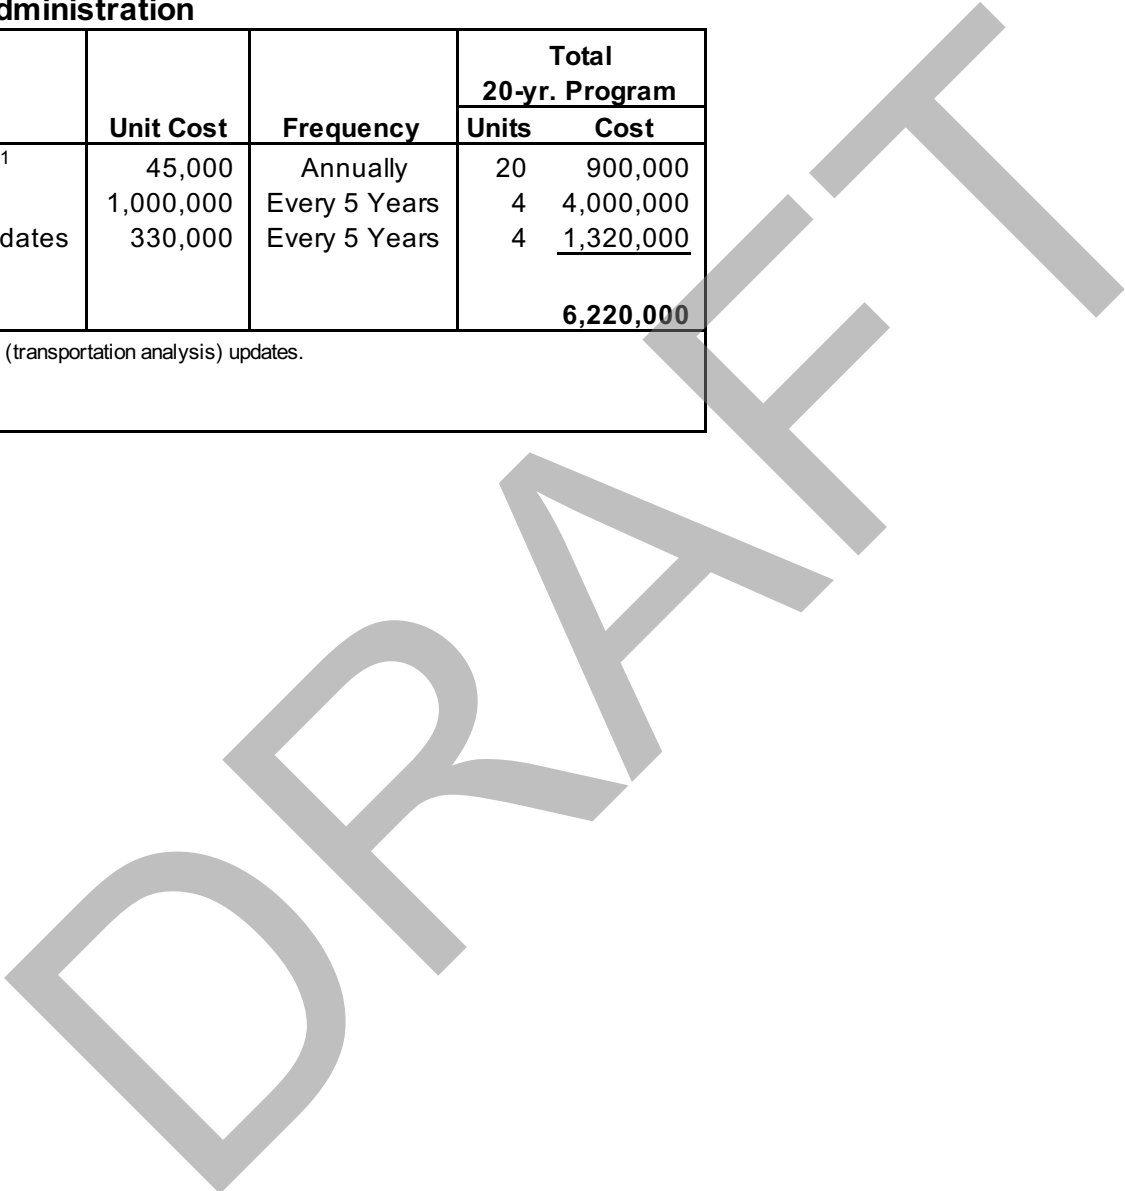 dministration
Total
20-yr. Program
Unit Cost Frequency Units Cost
1 45,000 Annually 20 900,000
1,000,000 Every 5 Years 4 4,000,000
dates 330,000 Every 5 Years 4 1,320,000
6,220,000
(transportation analysis) updates.
DRAFT